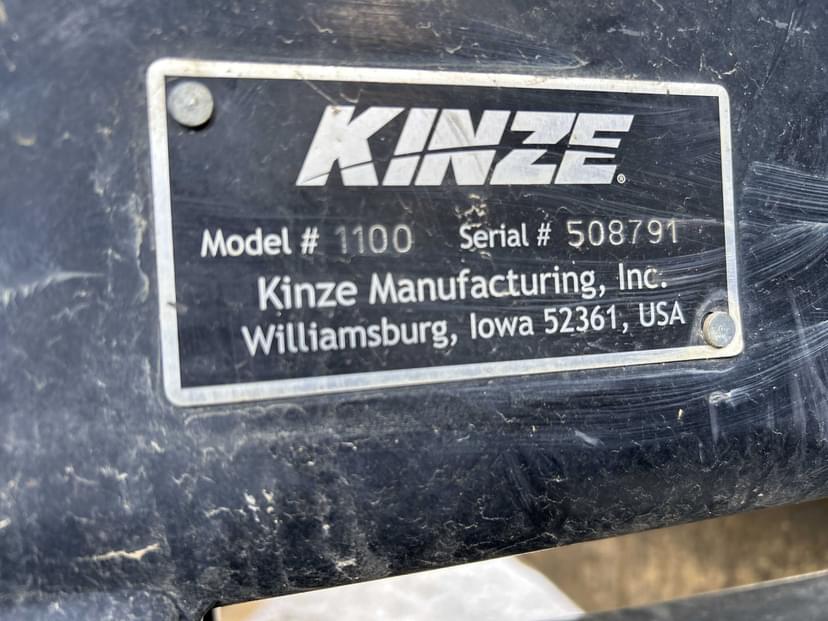 KINZE®
Model # 1100 Serial # 508791
Kinze Manufacturing, Inc.
Williamsburg, Iowa 52361, USA